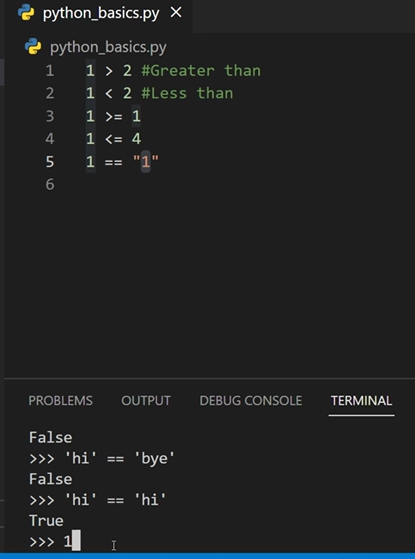 python_basics.py ×
python_basics.py
1 1 > 2 #Greater than
2 1 < 2 #Less than
3 1 >= 1
4 1 <= 4
5 1 == "1"
6
PROBLEMS OUTPUT DEBUG CONSOLE TERMINAL
False
>>> 'hi' == 'bye'
False
>>> 'hi' == 'hi'
True
>>> 1